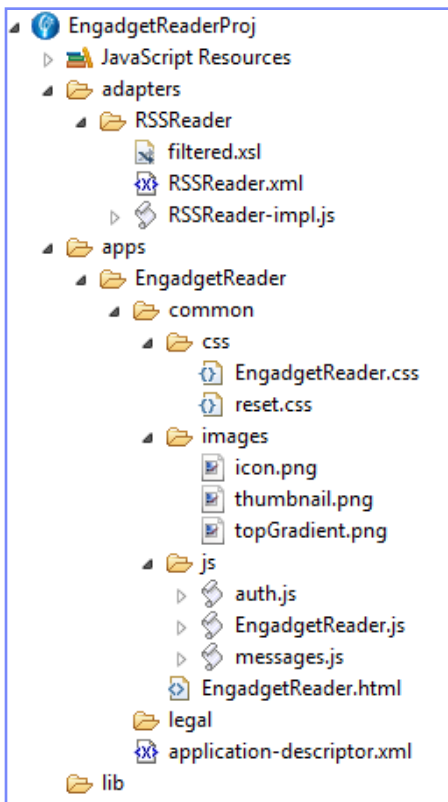 EngadgetReaderProj
JavaScript Resources
adapters
RSSReader
filtered.xsl
RSSReader.xml
RSSReader-impl.js
apps
EngadgetReader
common
css
EngadgetReader.css
reset.css
images
icon.png
thumbnail.png
topGradient.png
js
auth.js
EngadgetReader.js
messages.js
EngadgetReader.html
legal
application-descriptor.xml
lib